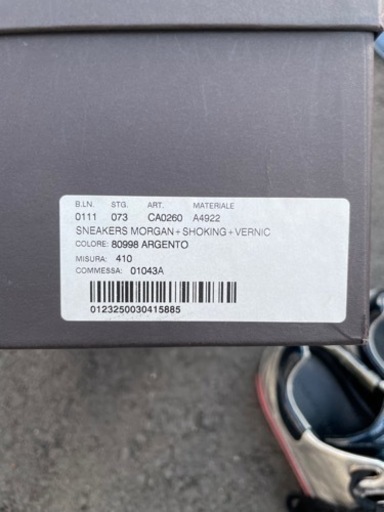 B.I.N. STG. ART. MATERIALE
0111 073 CA0260 A4922
SNEAKERS MORGAN+SHOKING+VERNIC
COLORE: 80998 ARGENTO
MISURA: 410
COMMESSA: 01043A
0123250030415885